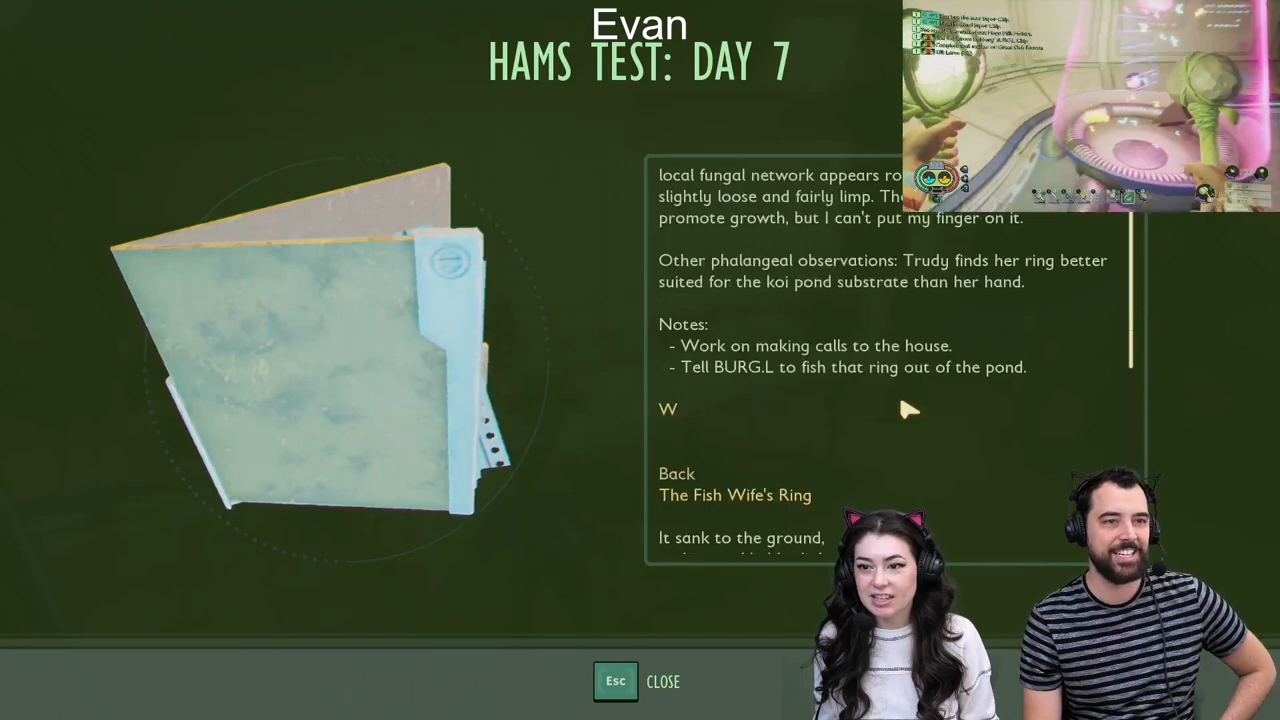 Evan
HAMS TEST: DAY 7
local fungal network appears
slightly loose and fairly limp.
promote growth, but I can't put my finger on it.
Other phalangeal observations: Trudy finds her ring better
suited for the koi pond substrate than her hand.
Notes:
- Work on making calls to the house.
- Tell BURG.L to fish that ring out of the pond.
W
Back
The Fish Wife's Ring
It sank to the ground,
Esc CLOSE